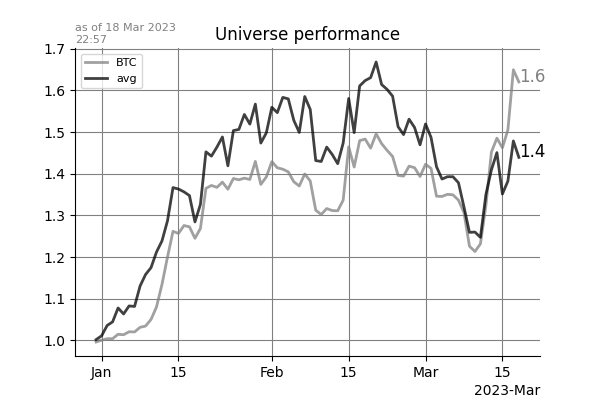 as of 18 Mar 2023
22:57
Universe performance
BTC
avg
1.7
1.6
1.5
1.4
1.3
1.2
1.1
1.0
1.6
1.4
Jan
15
Feb
15
Mar
15
2023-Mar